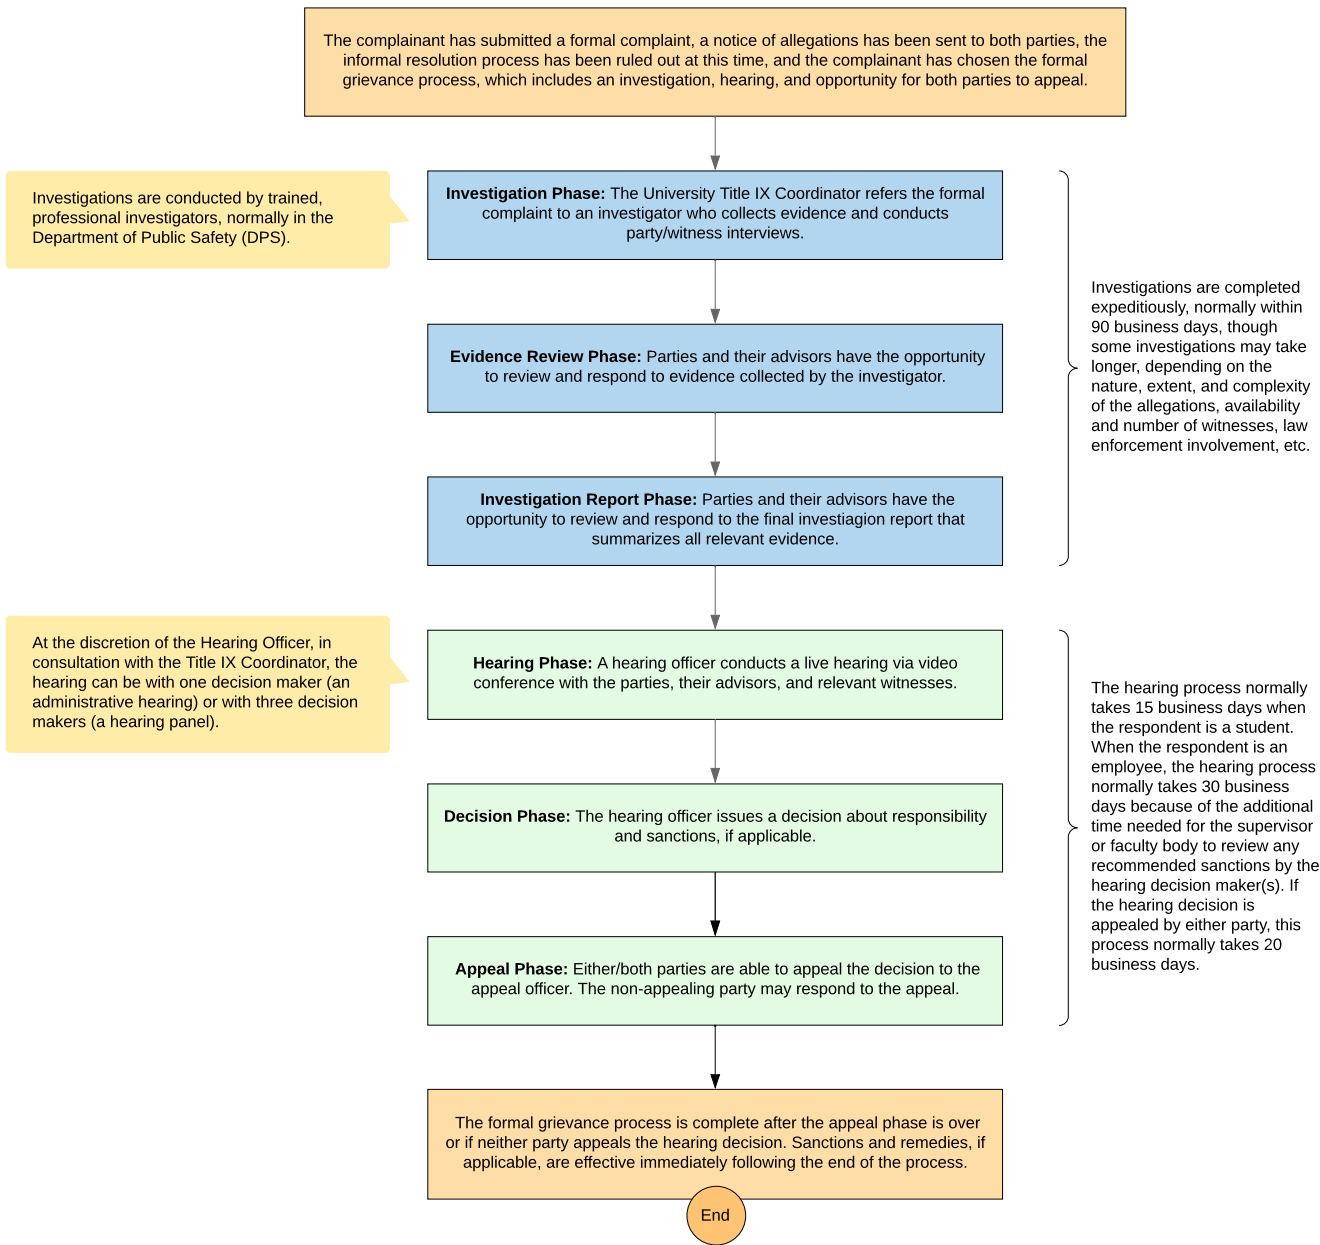 The complainant has submitted a formal complaint, a notice of allegations has been sent to both parties, the
informal resolution process has been ruled out at this time, and the complainant has chosen the formal
grievance process, which includes an investigation, hearing, and opportunity for both parties to appeal.
Investigations are conducted by trained,
professional investigators, normally in the
Department of Public Safety (DPS).
Investigation Phase: The University Title IX Coordinator refers the formal
complaint to an investigator who collects evidence and conducts
party/witness interviews.
Evidence Review Phase: Parties and their advisors have the opportunity
to review and respond to evidence collected by the investigator.
Investigation Report Phase: Parties and their advisors have the
opportunity to review and respond to the final investiagion report that
summarizes all relevant evidence.
Investigations are completed
expeditiously, normally within
90 business days, though
some investigations may take
longer, depending on the
nature, extent, and complexity
of the allegations, availability
and number of witnesses, law
enforcement involvement, etc.
At the discretion of the Hearing Officer, in
consultation with the Title IX Coordinator, the
hearing can be with one decision maker (an
administrative hearing) or with three decision
makers (a hearing panel).
Hearing Phase: A hearing officer conducts a live hearing via video
conference with the parties, their advisors, and relevant witnesses.
Decision Phase: The hearing officer issues a decision about responsibility
and sanctions, if applicable.
Appeal Phase: Either/both parties are able to appeal the decision to the
appeal officer. The non-appealing party may respond to the appeal.
The hearing process normally
takes 15 business days when
the respondent is a student.
When the respondent is an
employee, the hearing process
normally takes 30 business
days because of the additional
time needed for the supervisor
or faculty body to review any
recommended sanctions by the
hearing decision maker(s). If
the hearing decision is
appealed by either party, this
process normally takes 20
business days.
The formal grievance process is complete after the appeal phase is over
or if neither party appeals the hearing decision. Sanctions and remedies, if
applicable, are effective immediately following the end of the process.
End